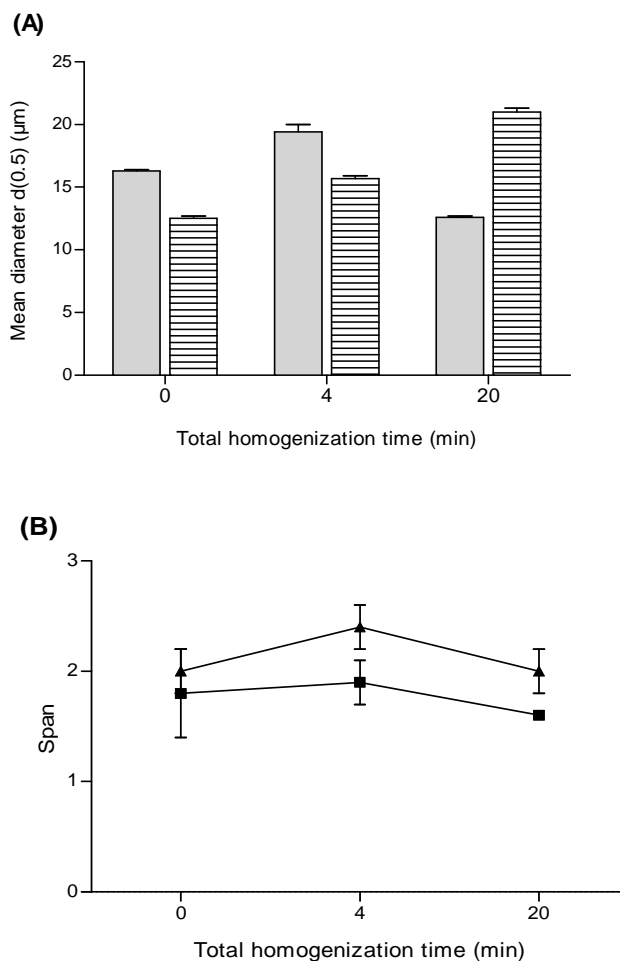 (A)
25
20
15
10
5
0
Mean diameter d(0.5) (µm)
0 4 20
Total homogenization time (min)
(B)
3
2
1
0
Span
0 4 20
Total homogenization time (min)